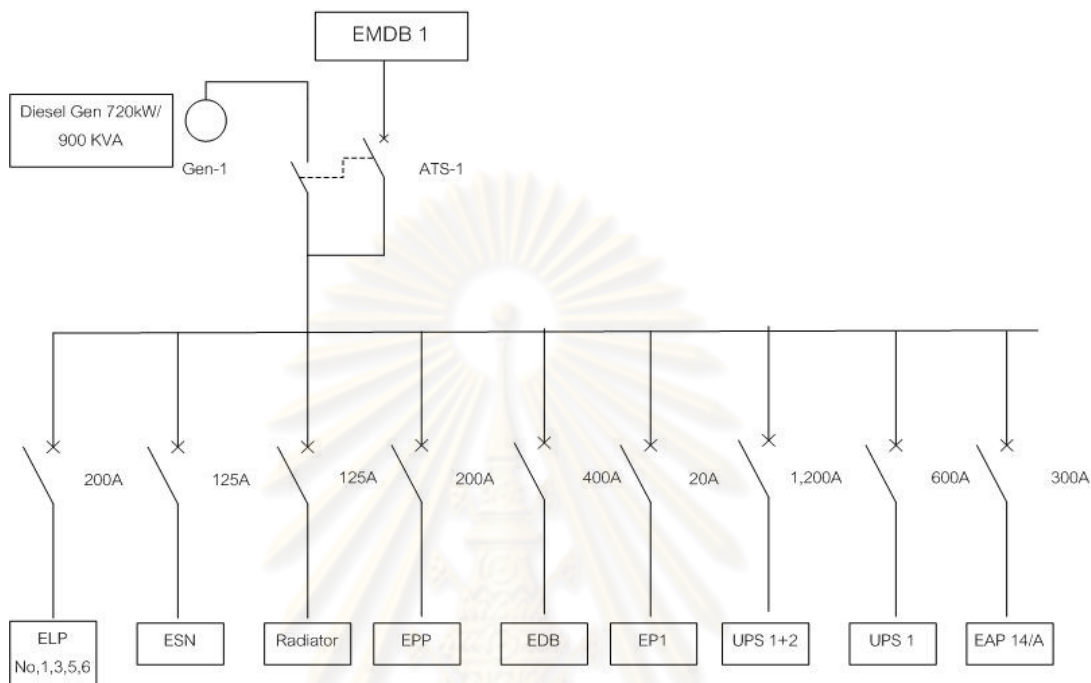 EMDB 1
Diesel Gen 720kW/
900 KVA
Gen-1
ATS-1
200A
125A
125A
200A
400A
20A
1,200A
600A
300A
ELP
No,1,3,5,6
ESN
Radiator
EPP
EDB
EP1
UPS 1+2
UPS 1
EAP 14/A